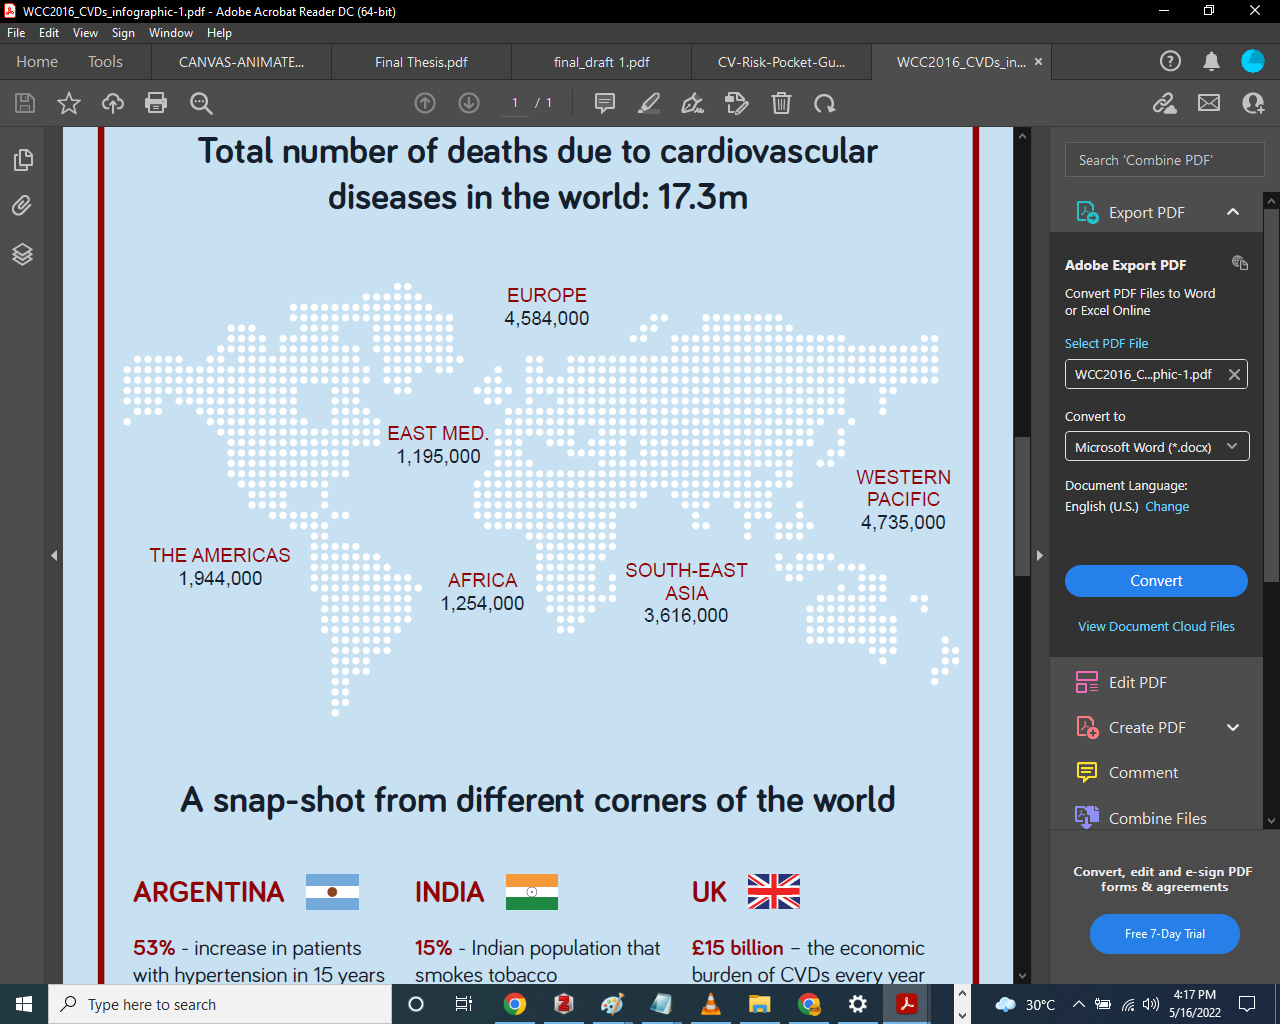 WCC2016_CVDs_infographic-1.pdf - Adobe Acrobat Reader DC (64-bit)
File Edit View Sign Window Help
Home Tools CANVAS-ANIMATE... Final Thesis.pdf final_draft 1.pdf CV-Risk-Pocket-Gu... WCC2016_CVDs_in...
1 / 1
Total number of deaths due to cardiovascular
diseases in the world: 17.3m
EUROPE
4,584,000
EAST MED.
1,195,000
WESTERN
PACIFIC
4,735,000
THE AMERICAS
1,944,000
AFRICA
1,254,000
SOUTH-EAST
ASIA
3,616,000
A snap-shot from different corners of the world
ARGENTINA
53% - increase in patients
with hypertension in 15 years
INDIA
15% - Indian population that
smokes tobacco
UK
£15 billion – the economic
burden of CVDs every year
Search 'Combine PDF'
Export PDF
Adobe Export PDF
Convert PDF Files to Word
or Excel Online
Select PDF File
WCC2016_C...phic-1.pdf
Convert to
Microsoft Word (*.docx)
Document Language:
English (U.S.) Change
Convert
View Document Cloud Files
Edit PDF
Create PDF
Comment
Combine Files
Convert, edit and e-sign PDF
forms & agreements
Free 7-Day Trial
Type here to search
30°C
4:17 PM
5/16/2022